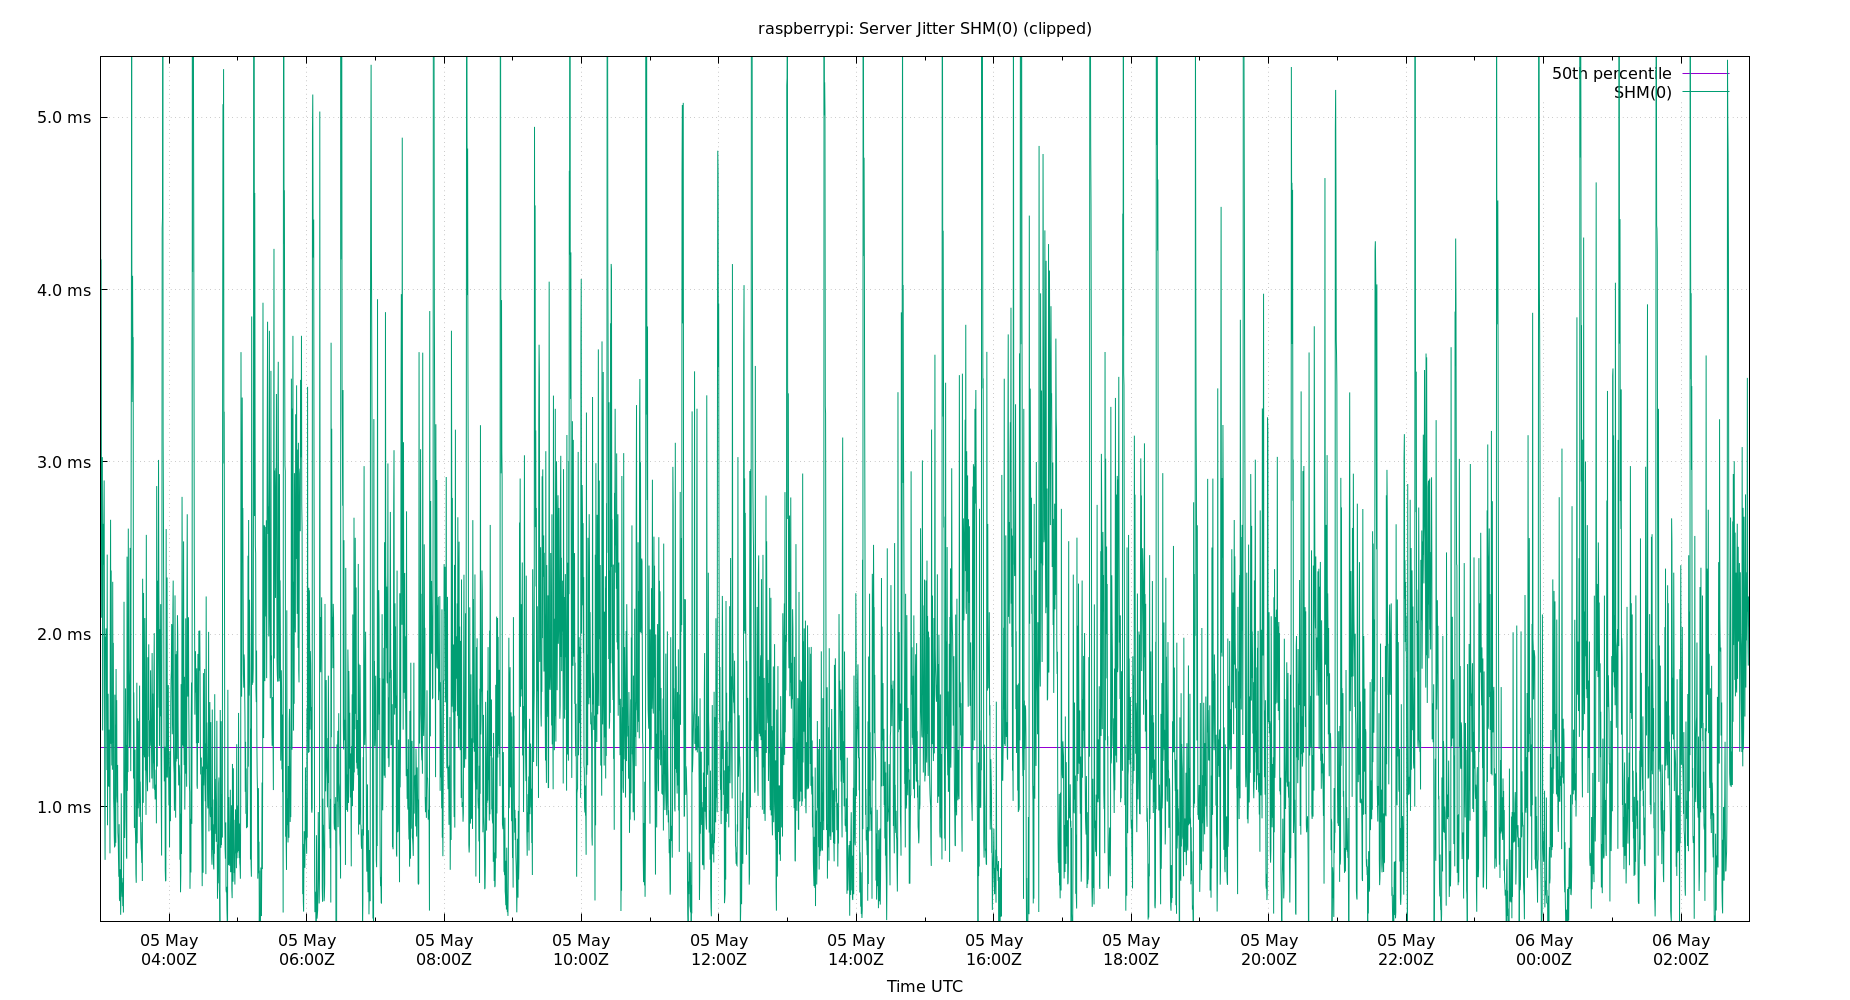 raspberrypi: Server Jitter SHM(0) (clipped)
50th percentile
SHM(0)
5.0 ms
4.0 ms
3.0 ms
2.0 ms
1.0 ms
05 May 05 May 05 May 05 May 05 May 05 May 05 May 05 May 05 May 05 May 06 May 06 May
04:00Z 06:00Z 08:00Z 10:00Z 12:00Z 14:00Z 16:00Z 18:00Z 20:00Z 22:00Z 00:00Z 02:00Z
Time UTC